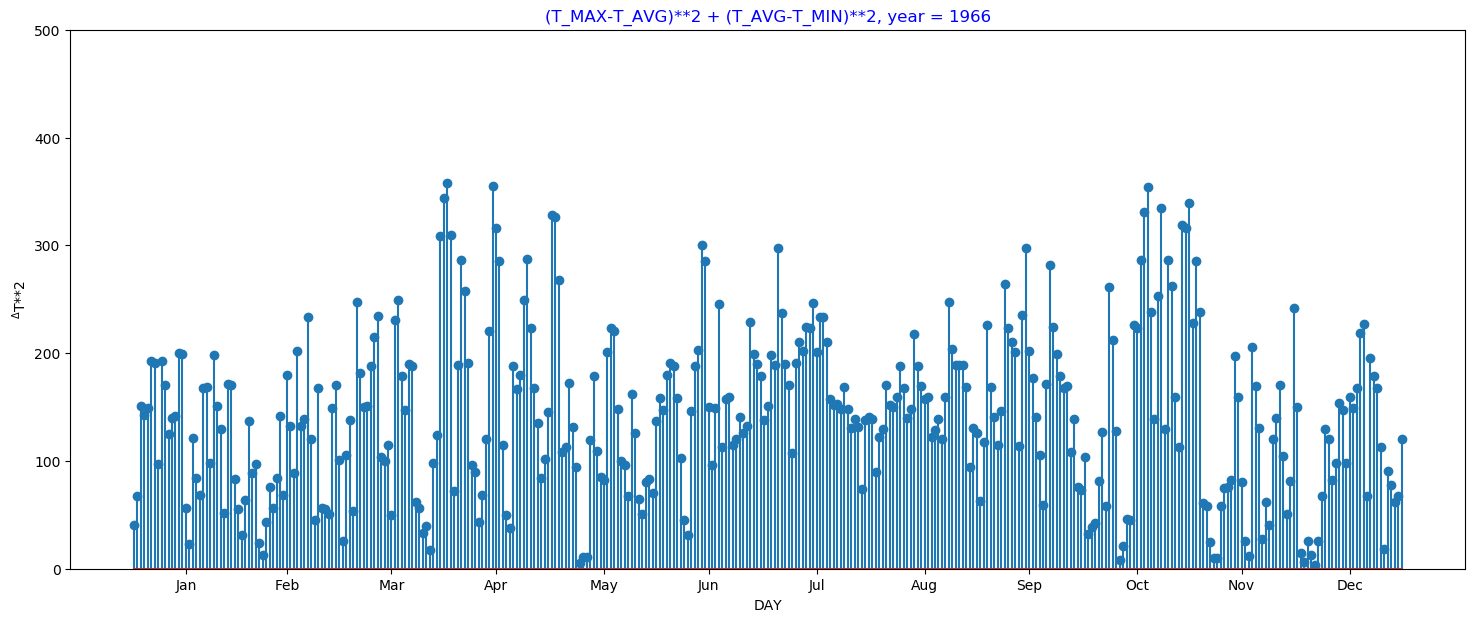 (T_MAX-T_AVG)**2 + (T_AVG-T_MIN)**2, year = 1966
500
400
300
200
100
0
ΔT**2
Jan Feb Mar Apr May Jun Jul Aug Sep Oct Nov Dec
DAY